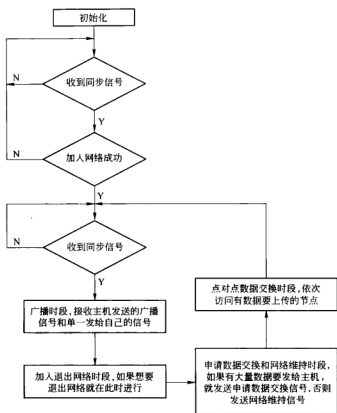 初始化
收到同步信号
N
Y
加入网络成功
N
Y
收到同步信号
N
Y
广播时段，接收主机发送的广播
信号和单一发给自己的信号
加入退出网络时段，如果想要
退出网络就在此时进行
申请数据交换和网络维持时段，
如果有大量数据要发给主机，
就发送申请数据交换信号，否则
发送网络维持信号
点对点数据交换时段，依次
访问有数据要上传的节点